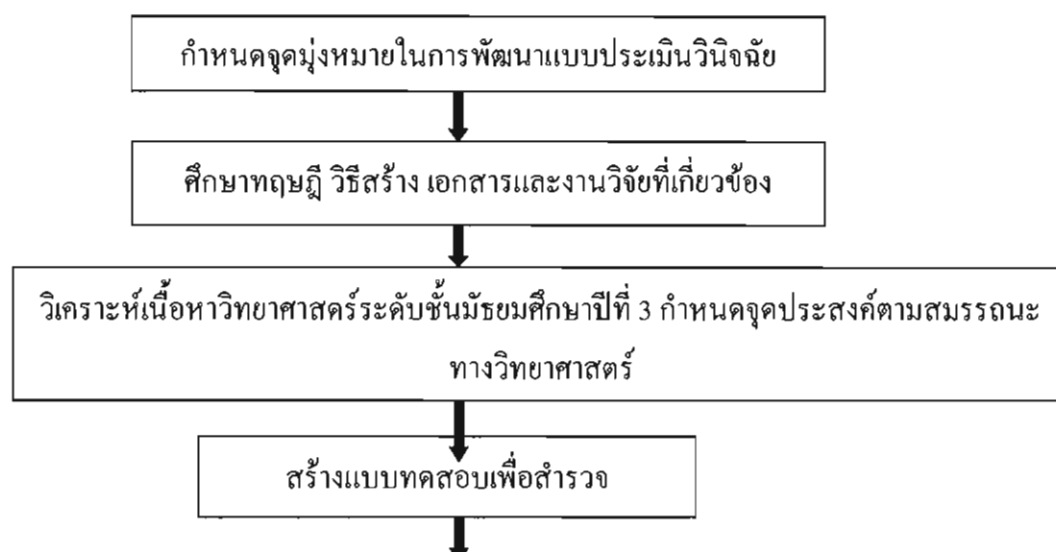 กำหนดจุดมุ่งหมายในการพัฒนาแบบประเมินวินิจฉัย
ศึกษาทฤษฎี วิธีสร้าง เอกสารและงานวิจัยที่เกี่ยวข้อง
วิเคราะห์เนื้อหาวิทยาศาสตร์ระดับชั้นมัธยมศึกษาปีที่ 3 กำหนดจุดประสงค์ตามสมรรถนะ
ทางวิทยาศาสตร์
สร้างแบบทดสอบเพื่อสำรวจ